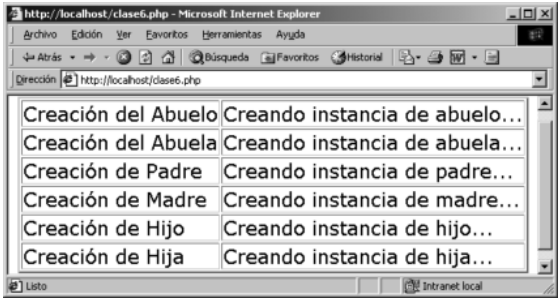 http://localhost/clase6.php - Microsoft Internet Explorer
Archivo Edición Ver Favoritos Herramientas Ayuda
Atrás Búsqueda Favoritos Historial
Dirección http://localhost/clase6.php
Creación del Abuelo Creando instancia de abuelo...
Creación del Abuela Creando instancia de abuela...
Creación de Padre Creando instancia de padre...
Creación de Madre Creando instancia de madre...
Creación de Hijo Creando instancia de hijo...
Creación de Hija Creando instancia de hija...
Listo Intranet local